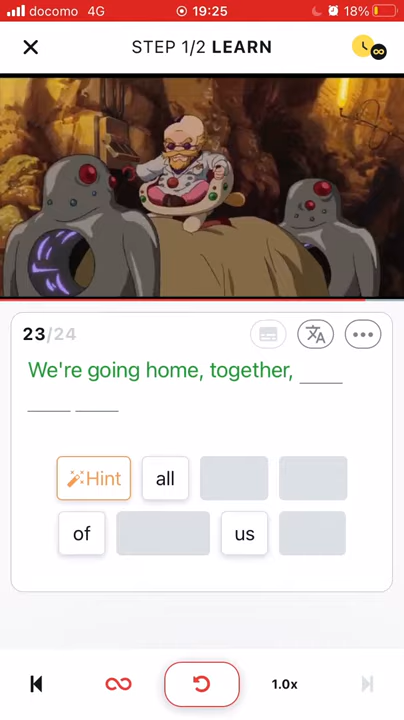 docomo 4G 19:25 18%
STEP 1/2 LEARN
23/24
We're going home, together, ____
____ ____
Hint all
of us
1.0x